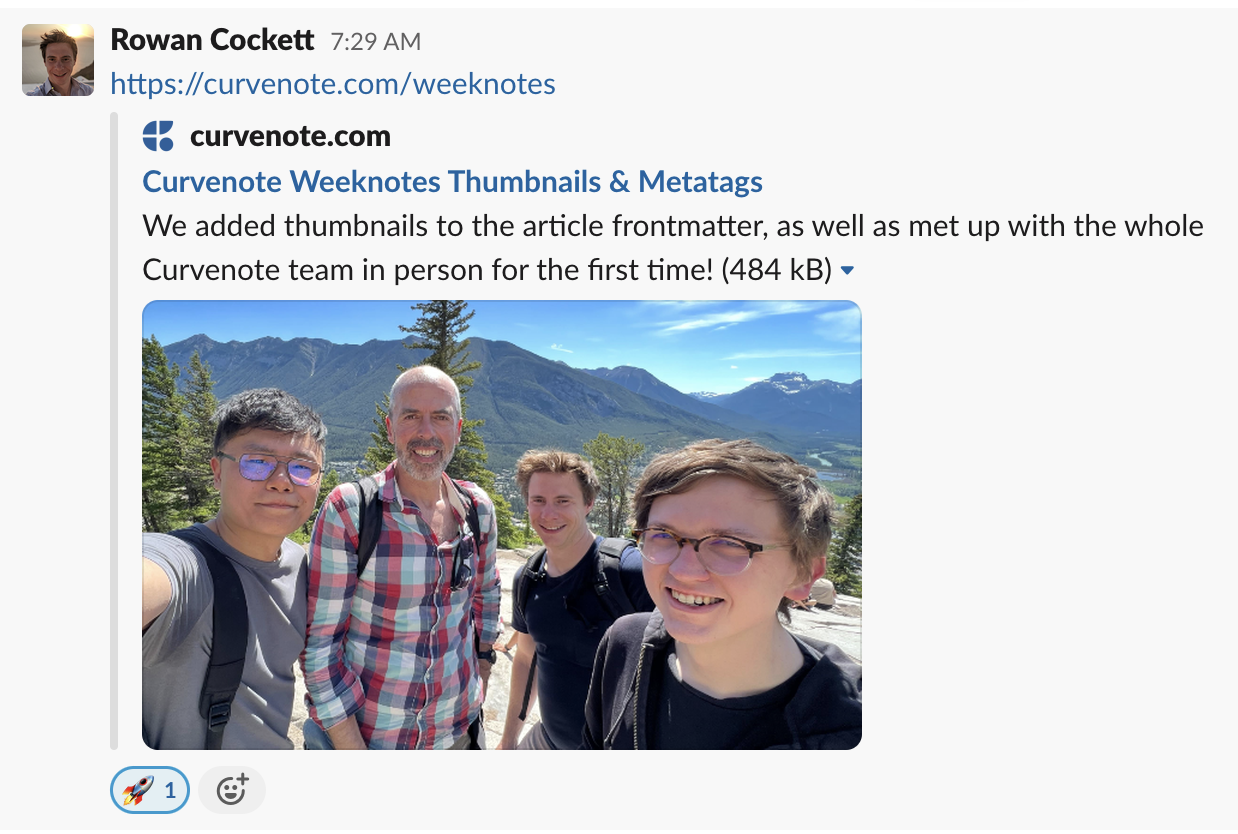 Rowan Cockett 7:29 AM
https://curvenote.com/weeknotes
curvenote.com
Curvenote Weeknotes Thumbnails & Metatags
We added thumbnails to the article frontmatter, as well as met up with the whole
Curvenote team in person for the first time! (484 kB)
1